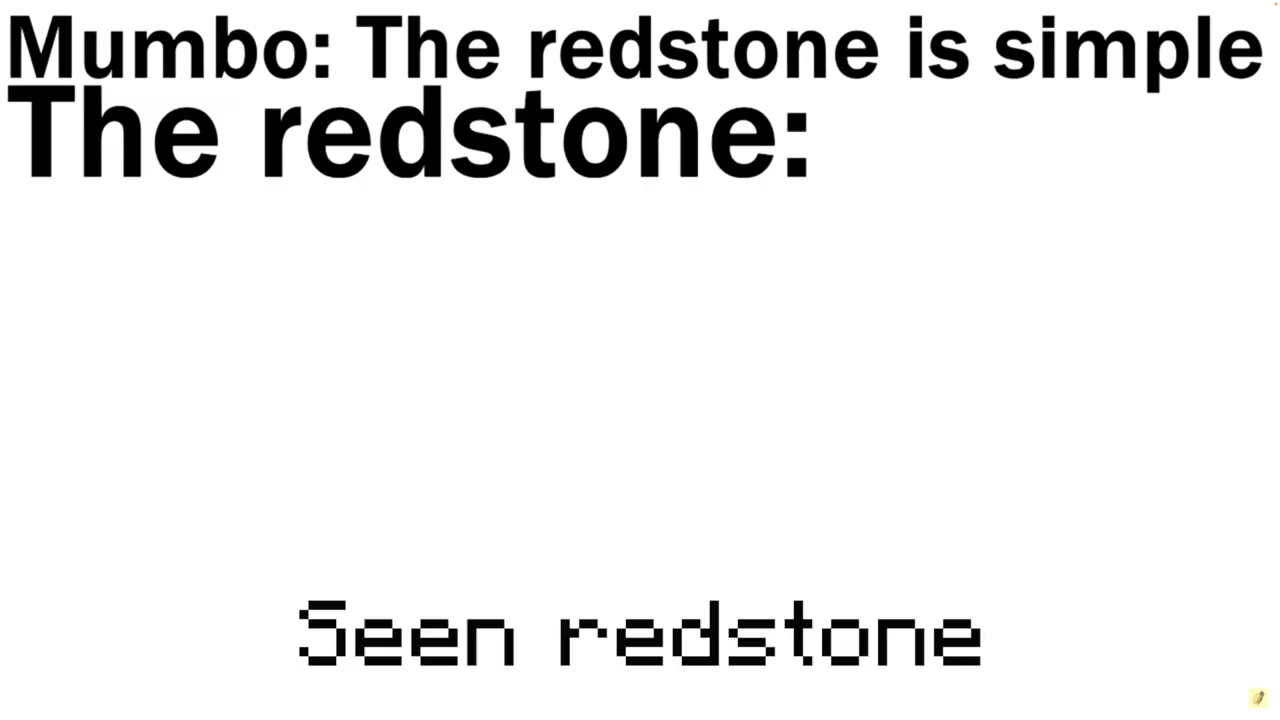 Mumbo: The redstone is simple
The redstone:
Seen redstone